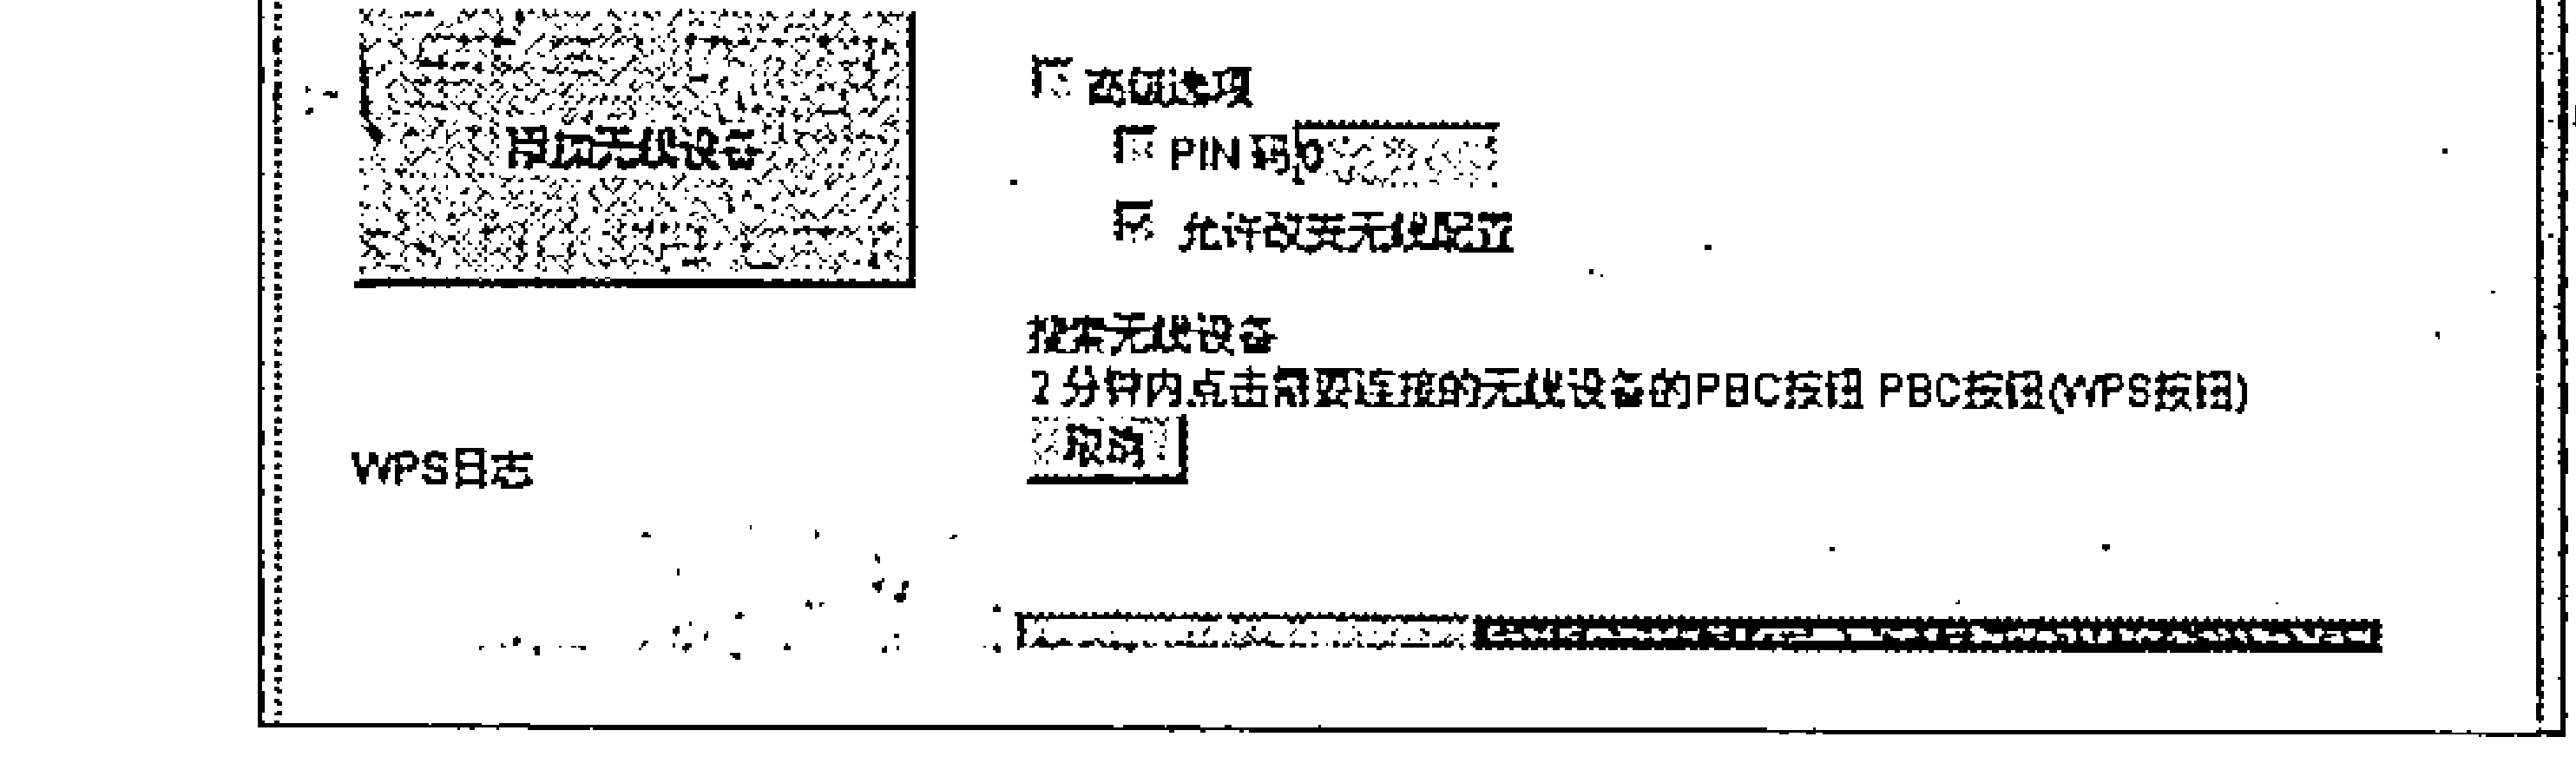 高级选项
添加无线设备
PIN 码 0
允许改英无线配置
搜索无线设备
2 分钟内点击需要连接的无线设备的PBC按钮 PBC按钮(WPS按钮)
取消
WPS日志